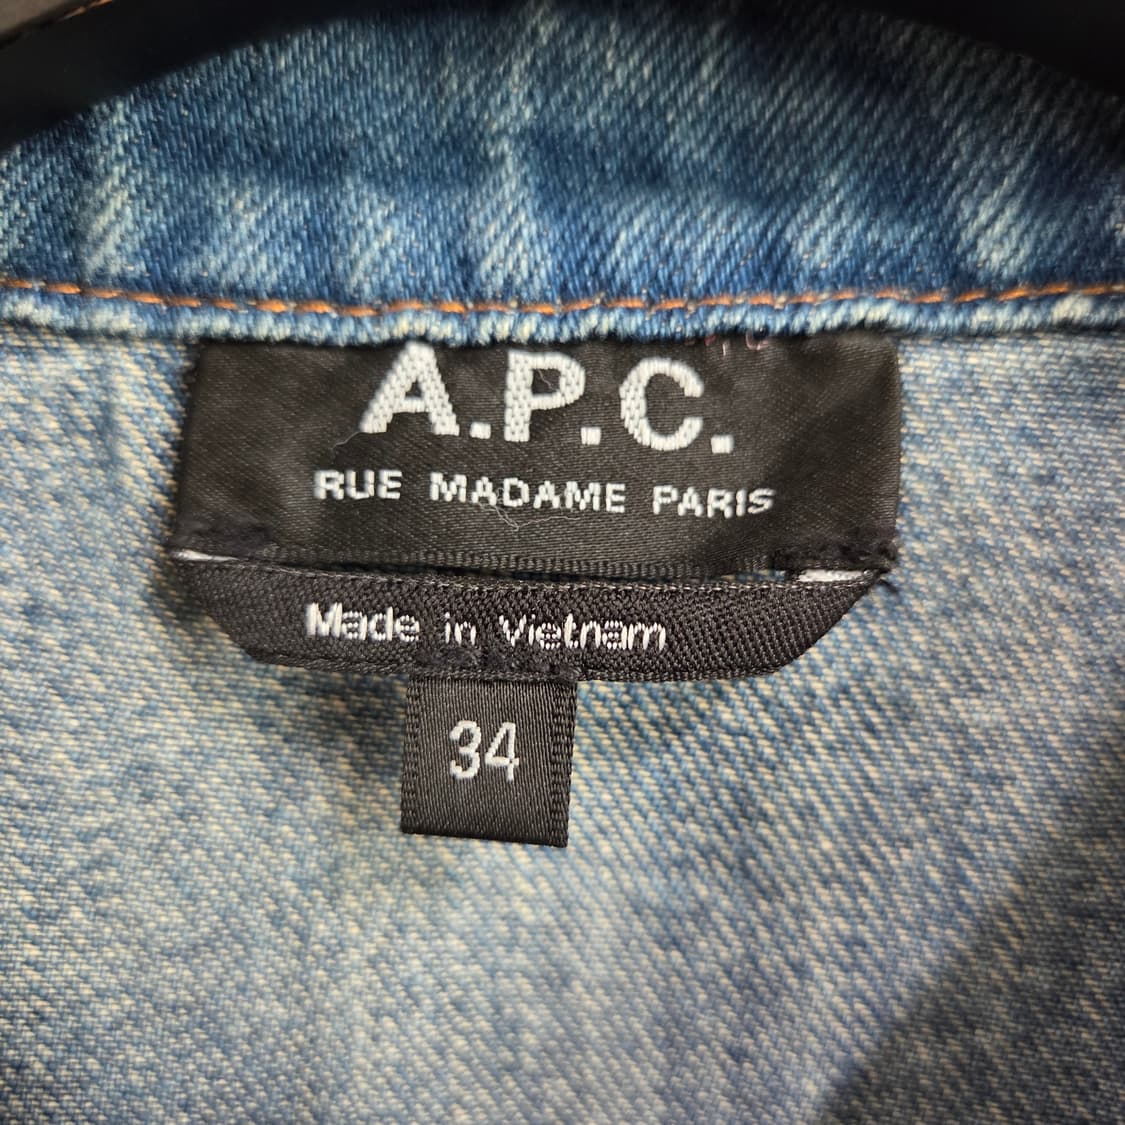 A.P.C.
RUE MADAME PARIS
Made in Vietnam
34